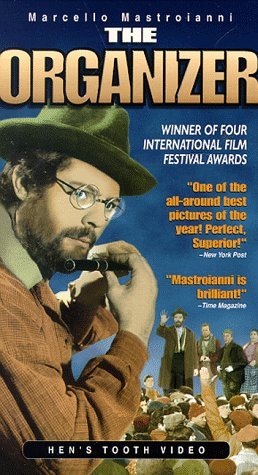 Marcello Mastroianni
THE
ORGANIZER
WINNER OF FOUR
INTERNATIONAL FILM
FESTIVAL AWARDS
"One of the
all-around best
pictures of the
year! Perfect,
Superior!"
–New York Post
"Mastroianni is
brilliant!"
–Time Magazine
HEN'S TOOTH VIDEO